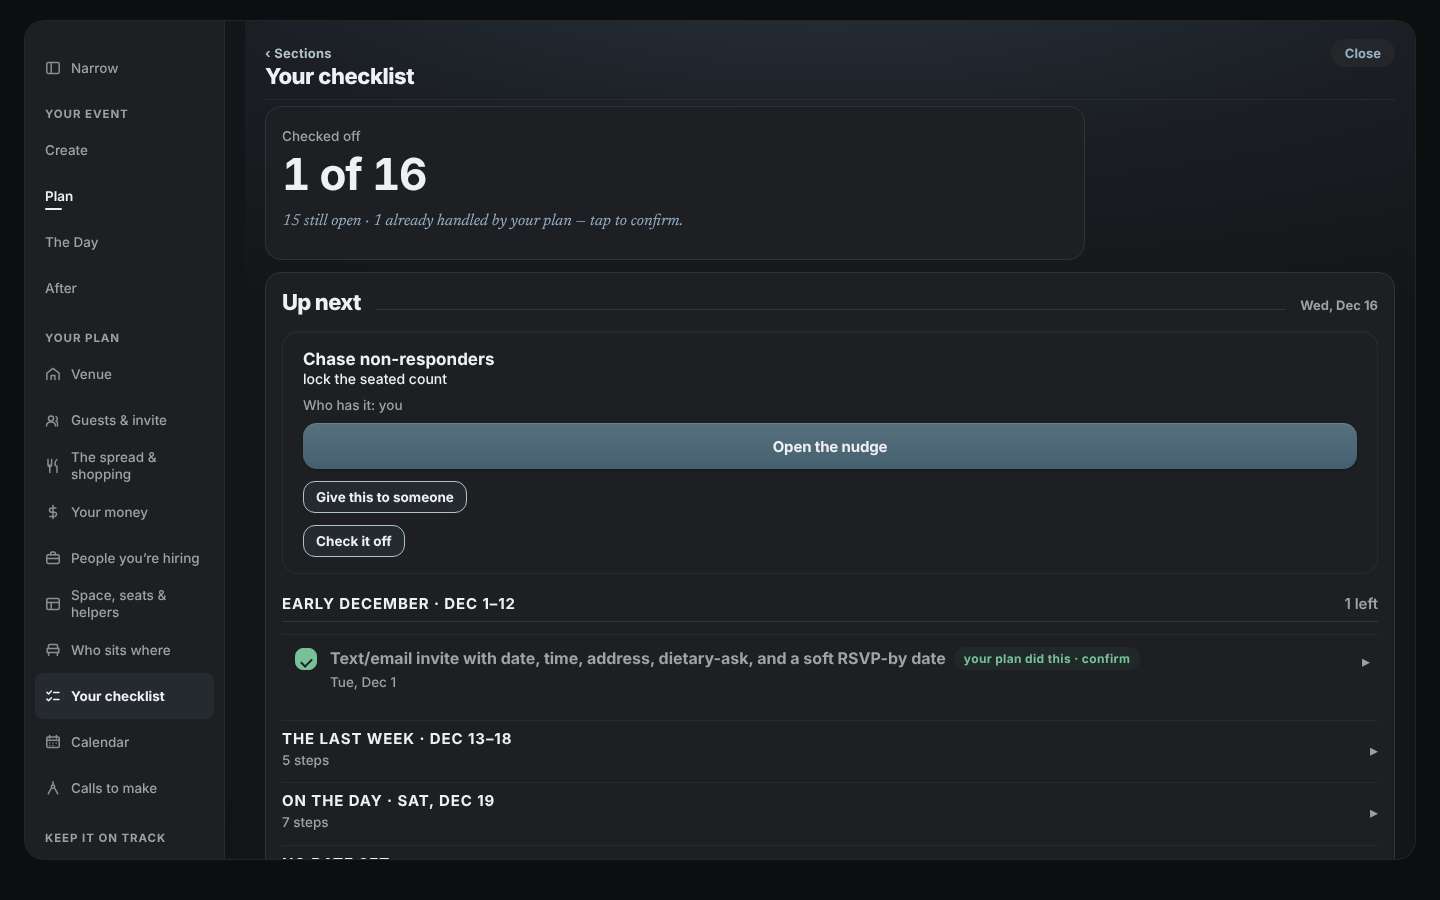 Narrow
YOUR EVENT
Create
Plan
The Day
After
YOUR PLAN
Venue
Guests & invite
The spread &
shopping
Your money
People you’re hiring
Space, seats &
helpers
Who sits where
Your checklist
Calendar
Calls to make
KEEP IT ON TRACK
‹ Sections
Your checklist
Close
Checked off
1 of 16
15 still open · 1 already handled by your plan – tap to confirm.
Up next
Wed, Dec 16
Chase non-responders
lock the seated count
Who has it: you
Open the nudge
Give this to someone
Check it off
EARLY DECEMBER · DEC 1–12
1 left
Text/email invite with date, time, address, dietary-ask, and a soft RSVP-by date
your plan did this · confirm
Tue, Dec 1
THE LAST WEEK · DEC 13–18
5 steps
ON THE DAY · SAT, DEC 19
7 steps